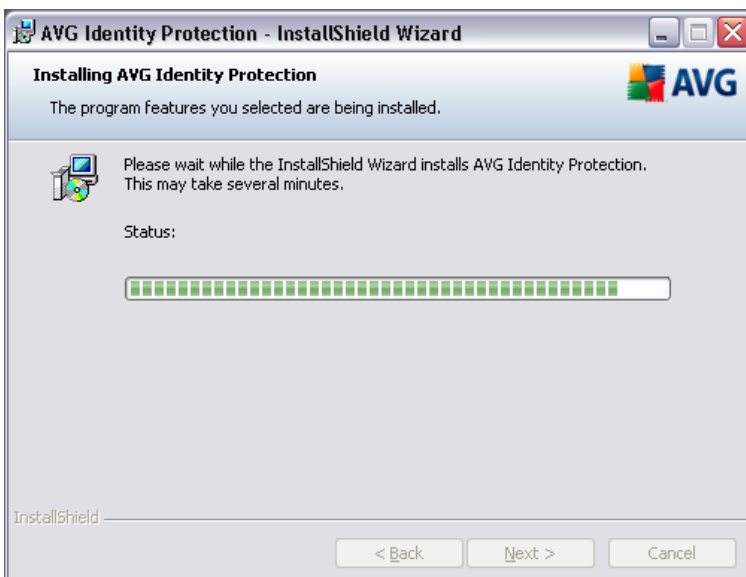 AVG Identity Protection - InstallShield Wizard
Installing AVG Identity Protection
AVG
The program features you selected are being installed.
Please wait while the InstallShield Wizard installs AVG Identity Protection.
This may take several minutes.
Status:
InstallShield
< Back
Next >
Cancel